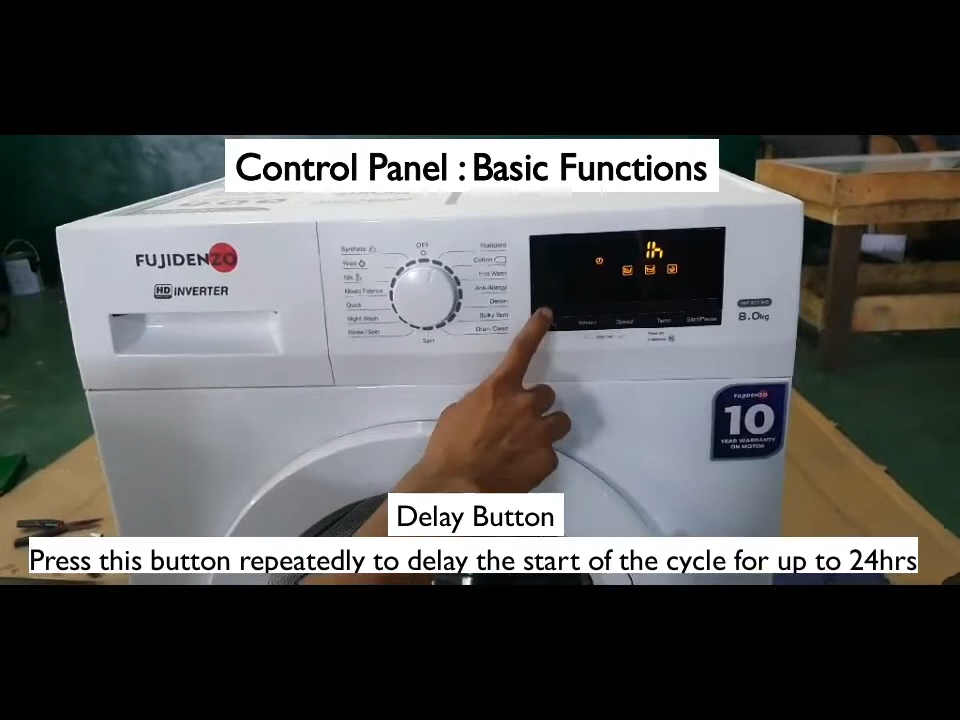 Control Panel : Basic Functions
FUJIDENZO
HD INVERTER
OFF
Synthetic
Wool
Silk
Mixed Fabrics
Quick
Night Wash
Rinse/Spin
Spin
Standard
Cotton
Fine Wash
Anti-Allergy
Denim
Bulky Item
Drum Clean
1h
Speed
Temp
Start/Pause
8.0kg
FUJIDENZO
10
YEAR WARRANTY
ON MOTOR
Delay Button
Press this button repeatedly to delay the start of the cycle for up to 24hrs